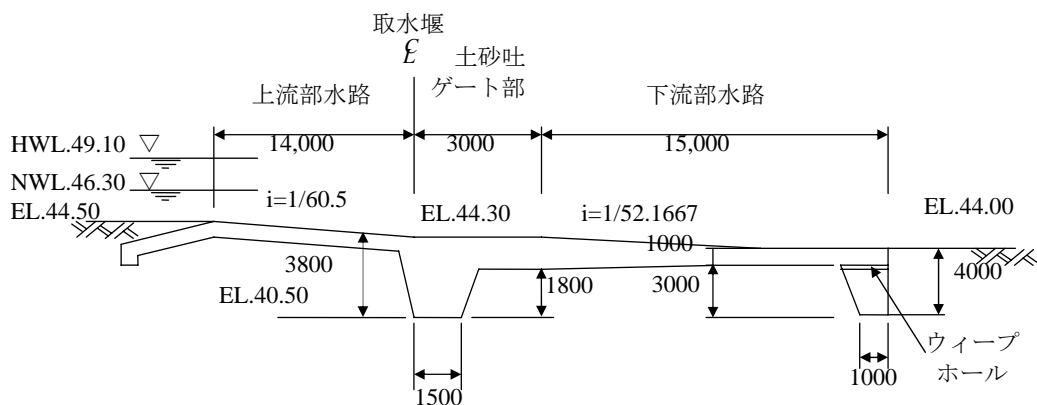 取水堰
℄
土砂吐
ゲート部
上流部水路
下流部水路
HWL.49.10
14,000
3000
15,000
NWL.46.30
EL.44.50
i=1/60.5
EL.44.30
i=1/52.1667
EL.44.00
1000
3800
EL.40.50
1800
3000
4000
ウィープ
ホール
1500
1000